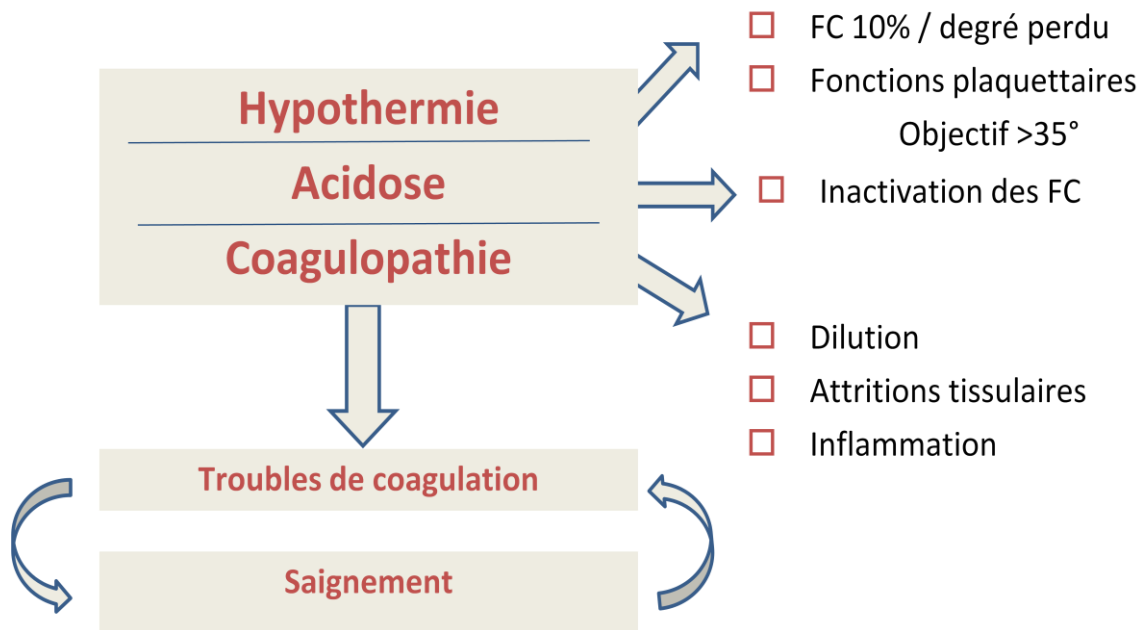 Hypothermie
Acidose
Coagulopathie
FC 10% / degré perdu
Fonctions plaquettaires
Objectif >35°
Inactivation des FC
Dilution
Attritions tissulaires
Inflammation
Troubles de coagulation
Saignement